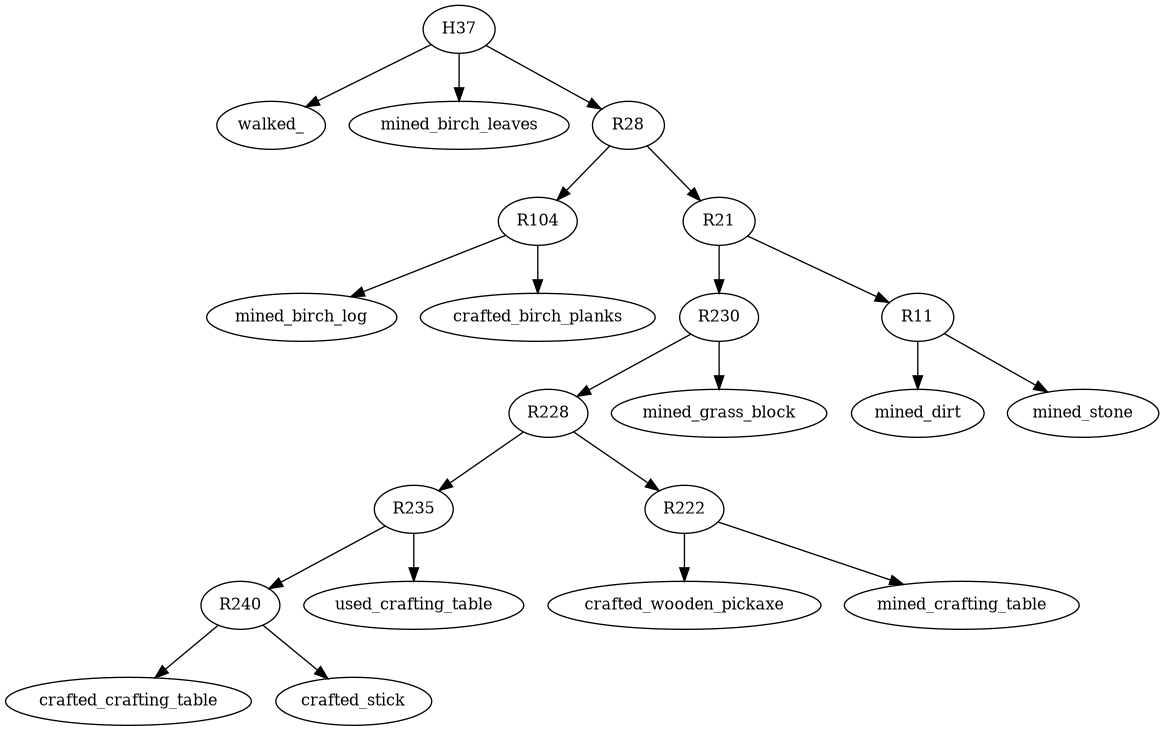 H37
walked_
mined_birch_leaves
R28
R104
R21
mined_birch_log
crafted_birch_planks
R230
R11
R228
mined_grass_block
mined_dirt
mined_stone
R235
R222
R240
used_crafting_table
crafted_wooden_pickaxe
mined_crafting_table
crafted_crafting_table
crafted_stick